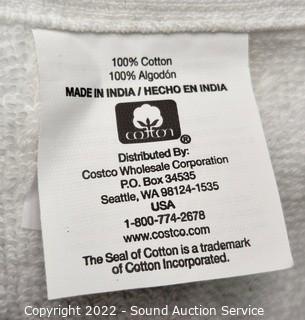 100% Cotton
100% Algodón
MADE IN INDIA / HECHO EN INDIA
cotton®
Distributed By:
Costco Wholesale Corporation
P.O. Box 34535
Seattle, WA 98124-1535
USA
1-800-774-2678
www.costco.com
The Seal of Cotton is a trademark
of Cotton Incorporated.
Copyright © 2022 - Sound Auction Service